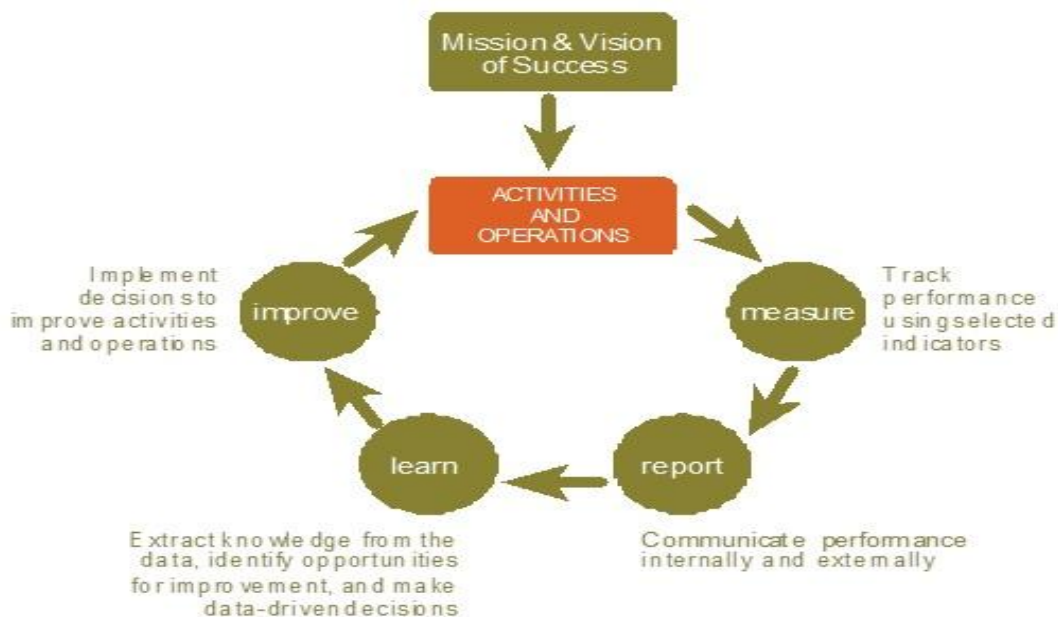 Mission & Vision
of Success
ACTIVITIES
AND
OPERATIONS
measure
Track
performance
using selected
indicators
report
Communicate performance
internally and externally
learn
Extract knowledge from the
data, identify opportunities
for improvement, and make
data-driven decisions
improve
Implement
decisions to
improve activities
and operations